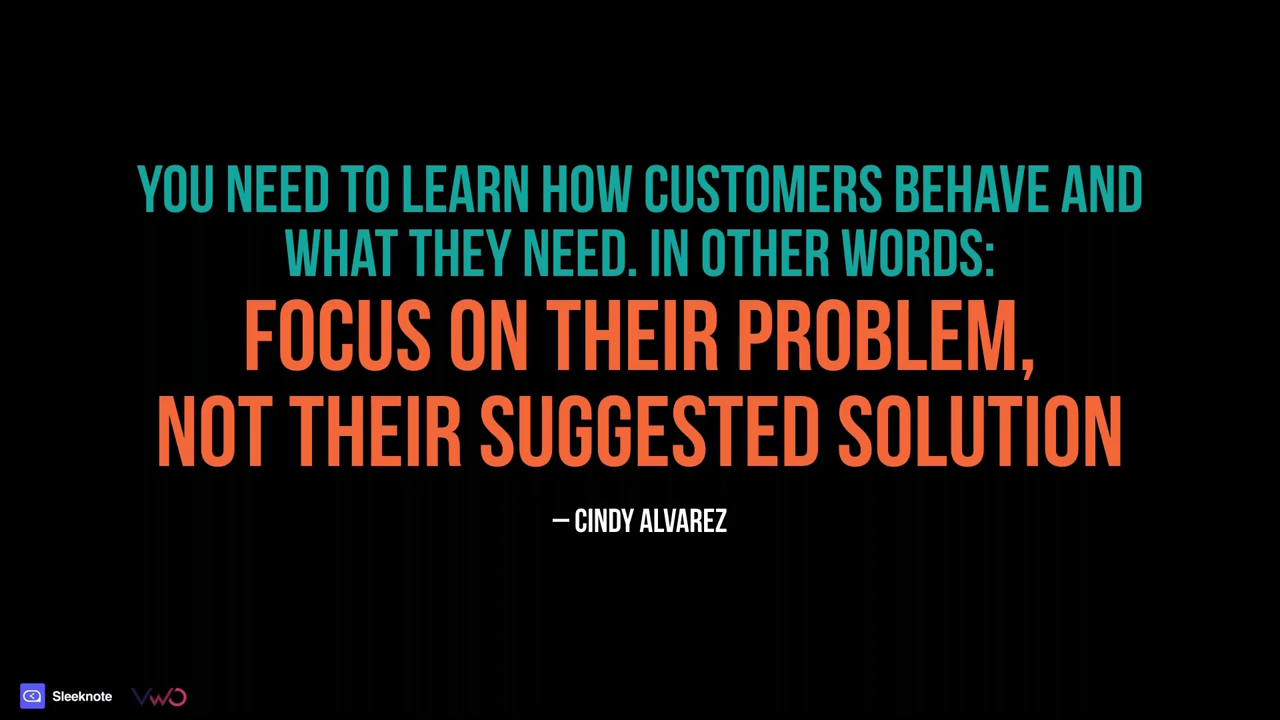 YOU NEED TO LEARN HOW CUSTOMERS BEHAVE AND
WHAT THEY NEED. IN OTHER WORDS:
FOCUS ON THEIR PROBLEM,
NOT THEIR SUGGESTED SOLUTION
– CINDY ALVAREZ
Sleeknote
VWO